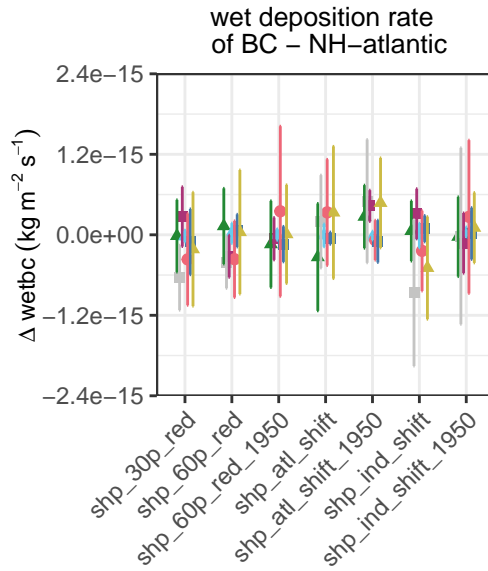 wet deposition rate
of BC − NH−atlantic
Δ wetbc (kg m⁻² s⁻¹)
2.4e−15
1.2e−15
0.0e+00
−1.2e−15
−2.4e−15
shp_30p_red
shp_60p_red
shp_60p_red_1950
shp_atl_shift
shp_atl_shift_1950
shp_ind_shift
shp_ind_shift_1950